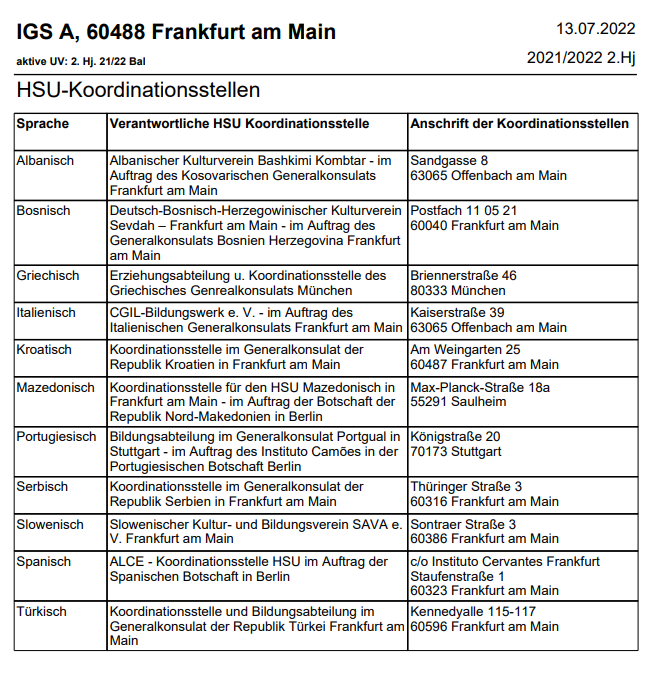 IGS A, 60488 Frankfurt am Main
13.07.2022
aktive UV: 2. Hj. 21/22 Bal
2021/2022 2.Hj
HSU-Koordinationsstellen
Sprache
Verantwortliche HSU Koordinationsstelle
Anschrift der Koordinationsstellen
Albanisch
Albanischer Kulturverein Bashkimi Kombtar - im
Auftrag des Kosovarischen Generalkonsulats
Frankfurt am Main
Sandgasse 8
63065 Offenbach am Main
Bosnisch
Deutsch-Bosnisch-Herzegowinischer Kulturverein
Sevdah – Frankfurt am Main - im Auftrag des
Generalkonsulats Bosnien Herzegovina Frankfurt
am Main
Postfach 11 05 21
60040 Frankfurt am Main
Griechisch
Erziehungsabteilung u. Koordinationsstelle des
Griechisches Genrealkonsulats München
Briennerstraße 46
80333 München
Italienisch
CGIL-Bildungswerk e. V. - im Auftrag des
Italienischen Generalkonsulats Frankfurt am Main
Kaiserstraße 39
63065 Offenbach am Main
Kroatisch
Koordinationsstelle im Generalkonsulat der
Republik Kroatien in Frankfurt am Main
Am Weingarten 25
60487 Frankfurt am Main
Mazedonisch
Koordinationsstelle für den HSU Mazedonisch in
Frankfurt am Main - im Auftrag der Botschaft der
Republik Nord-Makedonien in Berlin
Max-Planck-Straße 18a
55291 Saulheim
Portugiesisch
Bildungsabteilung im Generalkonsulat Portgual in
Stuttgart - im Auftrag des Instituto Camões in der
Portugiesischen Botschaft Berlin
Königstraße 20
70173 Stuttgart
Serbisch
Koordinationsstelle im Generalkonsulat der
Republik Serbien in Frankfurt am Main
Thüringer Straße 3
60316 Frankfurt am Main
Slowenisch
Slowenischer Kultur- und Bildungsverein SAVA e.
V. Frankfurt am Main
Sontraer Straße 3
60386 Frankfurt am Main
Spanisch
ALCE - Koordinationsstelle HSU im Auftrag der
Spanischen Botschaft in Berlin
c/o Instituto Cervantes Frankfurt
Staufenstraße 1
60323 Frankfurt am Main
Türkisch
Koordinationsstelle und Bildungsabteilung im
Generalkonsulat der Republik Türkei Frankfurt am
Main
Kennedyalle 115-117
60596 Frankfurt am Main